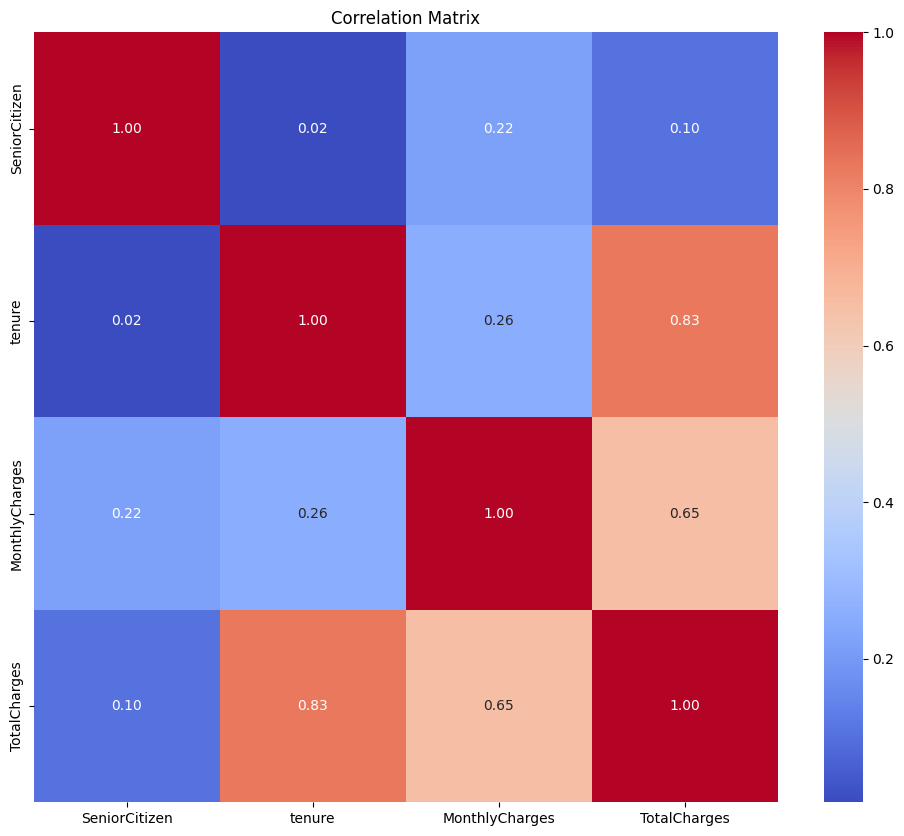 Correlation Matrix
SeniorCitizen 1.00 0.02 0.22 0.10
tenure 0.02 1.00 0.26 0.83
MonthlyCharges 0.22 0.26 1.00 0.65
TotalCharges 0.10 0.83 0.65 1.00
SeniorCitizen tenure MonthlyCharges TotalCharges
1.0
0.8
0.6
0.4
0.2